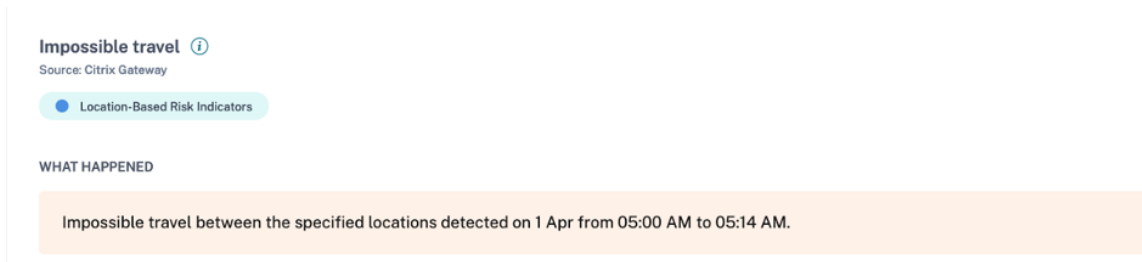 Impossible travel
Source: Citrix Gateway
Location-Based Risk Indicators
WHAT HAPPENED
Impossible travel between the specified locations detected on 1 Apr from 05:00 AM to 05:14 AM.